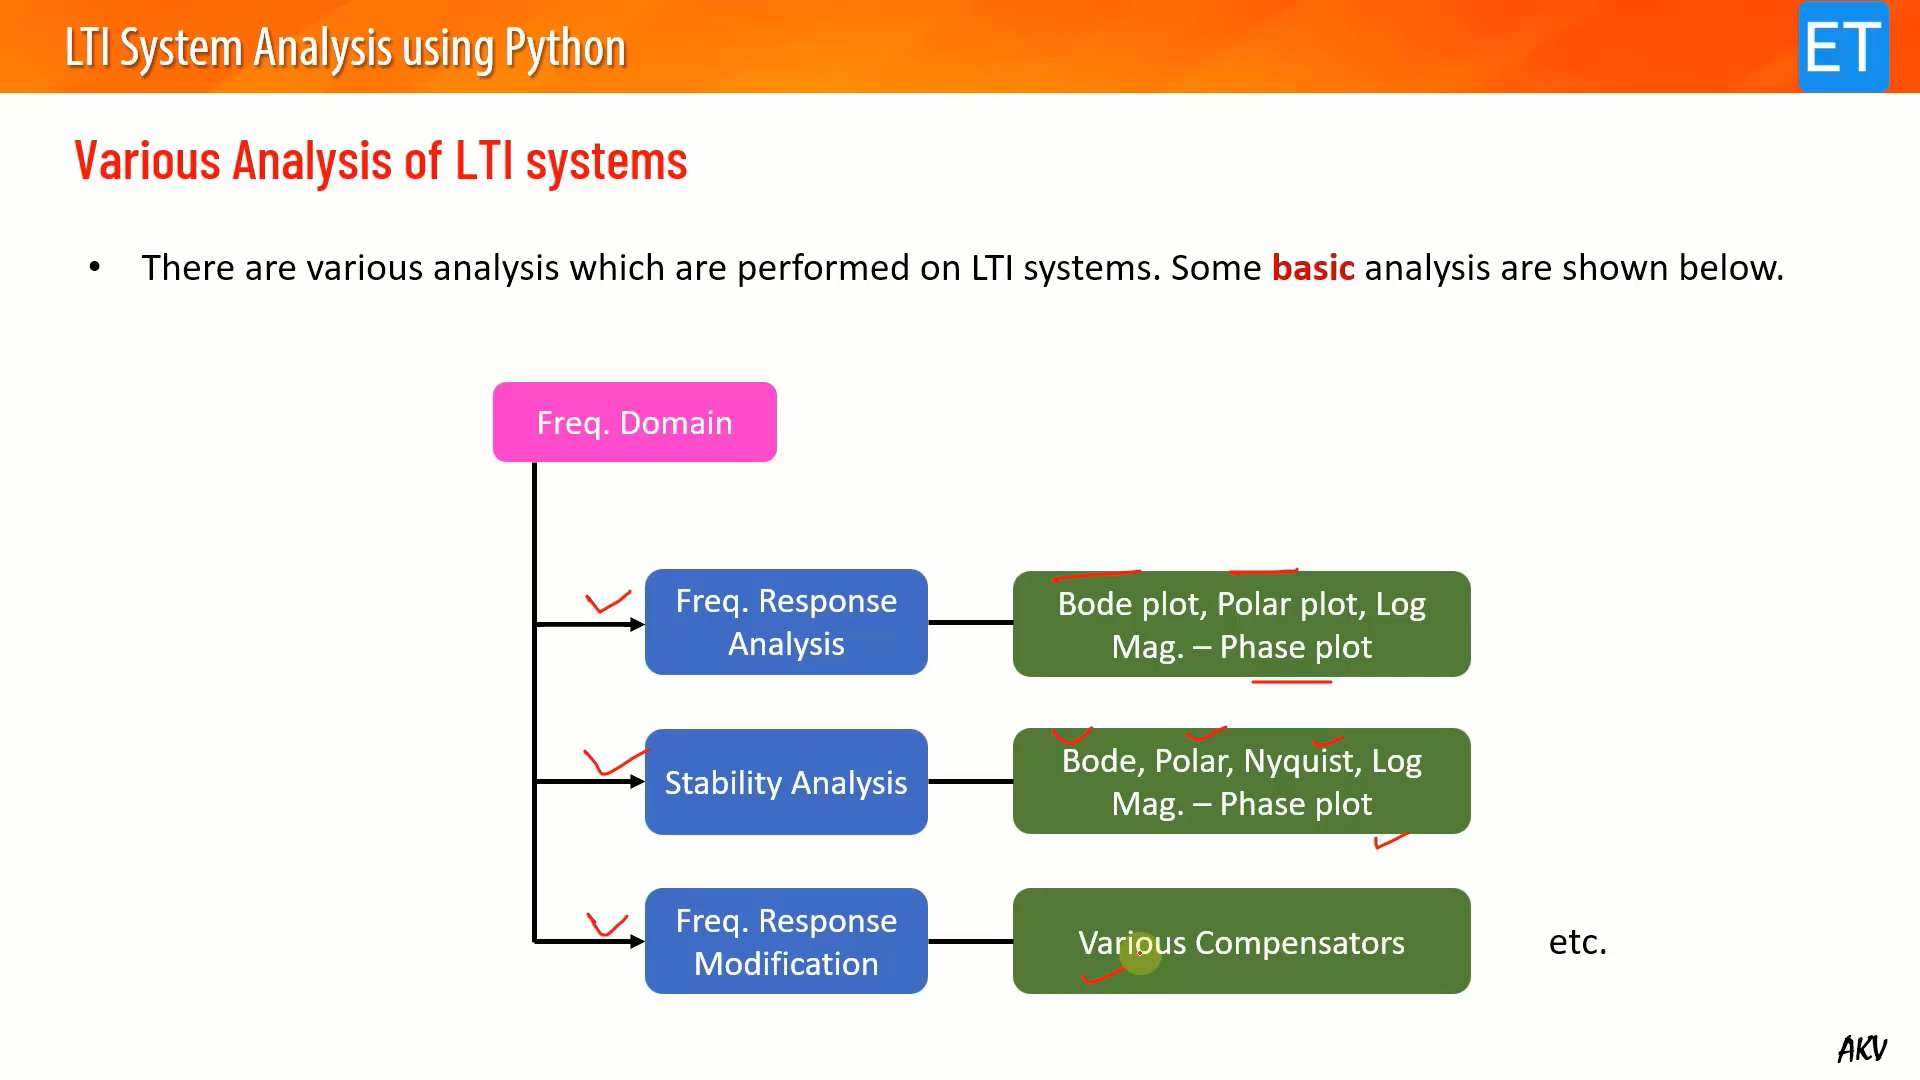 LTI System Analysis using Python
ET
Various Analysis of LTI systems
• There are various analysis which are performed on LTI systems. Some basic analysis are shown below.
Freq. Domain
Freq. Response
Analysis
Bode plot, Polar plot, Log
Mag. – Phase plot
Stability Analysis
Bode, Polar, Nyquist, Log
Mag. – Phase plot
Freq. Response
Modification
Various Compensators
etc.
AKV